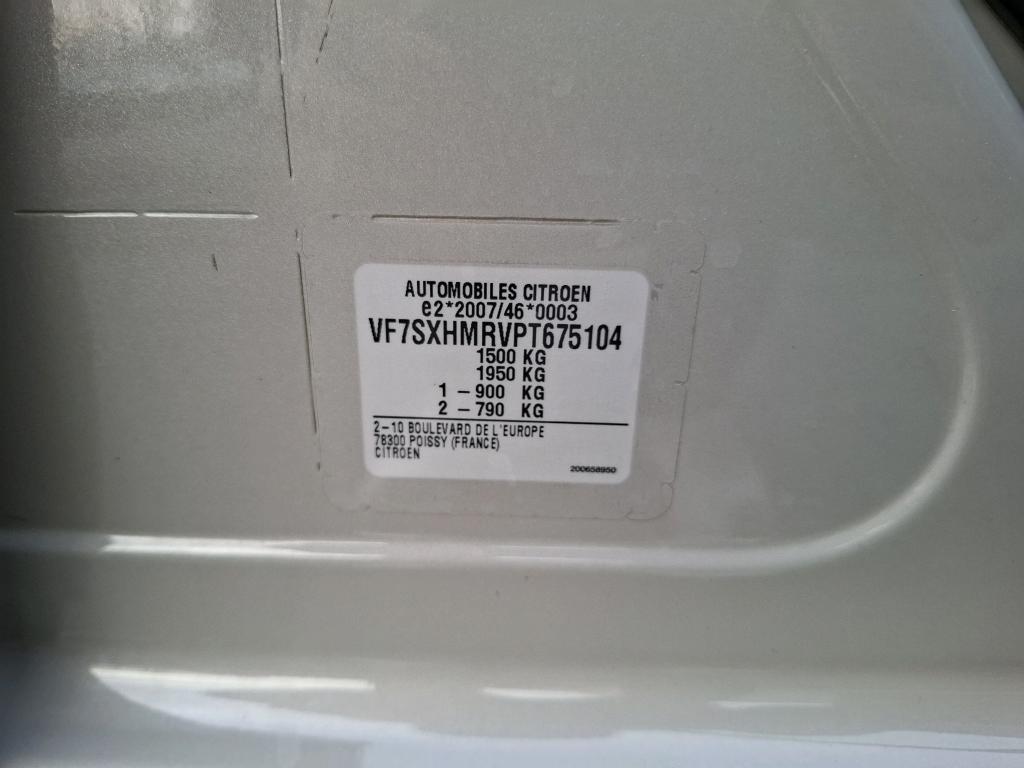 AUTOMOBILES CITROEN
e2*2007/46*0003
VF7SXHMRVPT675104
1500 KG
1950 KG
1 – 900 KG
2 – 790 KG
2–10 BOULEVARD DE L'EUROPE
78300 POISSY (FRANCE)
CITROEN
200658950